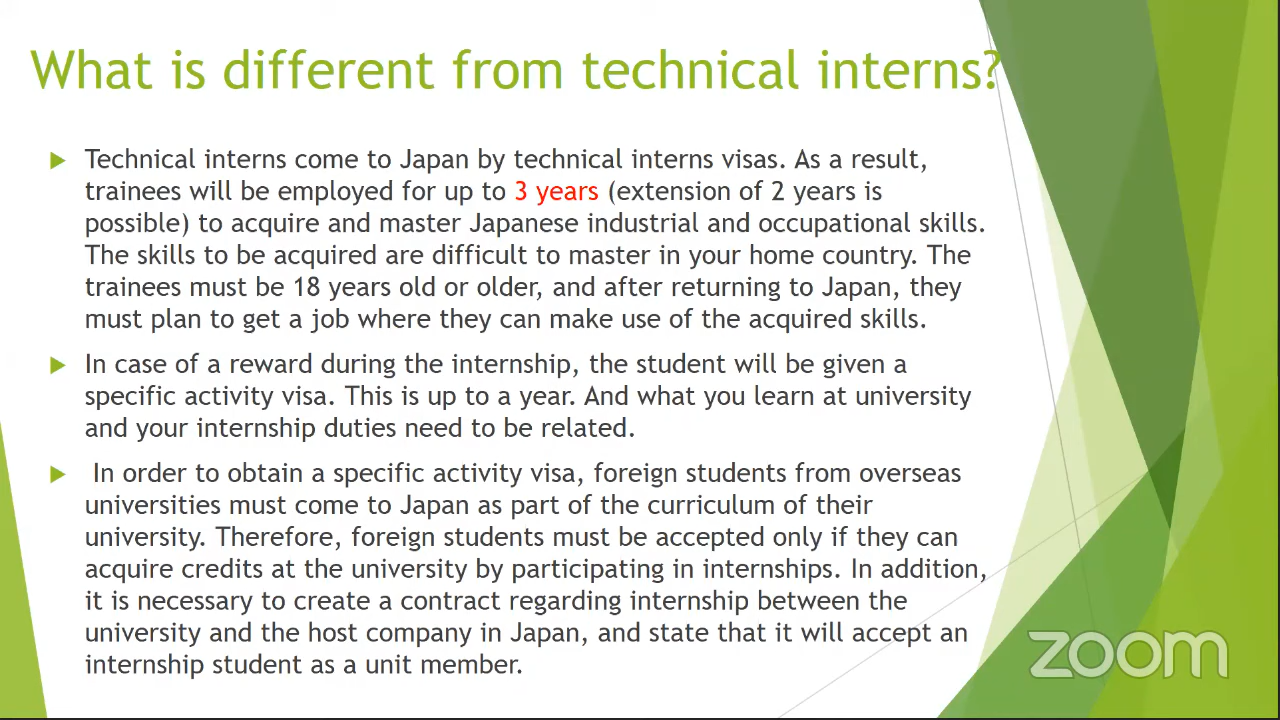 What is different from technical interns?
Technical interns come to Japan by technical interns visas. As a result,
trainees will be employed for up to 3 years (extension of 2 years is
possible) to acquire and master Japanese industrial and occupational skills.
The skills to be acquired are difficult to master in your home country. The
trainees must be 18 years old or older, and after returning to Japan, they
must plan to get a job where they can make use of the acquired skills.
In case of a reward during the internship, the student will be given a
specific activity visa. This is up to a year. And what you learn at university
and your internship duties need to be related.
In order to obtain a specific activity visa, foreign students from overseas
universities must come to Japan as part of the curriculum of their
university. Therefore, foreign students must be accepted only if they can
acquire credits at the university by participating in internships. In addition,
it is necessary to create a contract regarding internship between the
university and the host company in Japan, and state that it will accept an
internship student as a unit member.
zoom